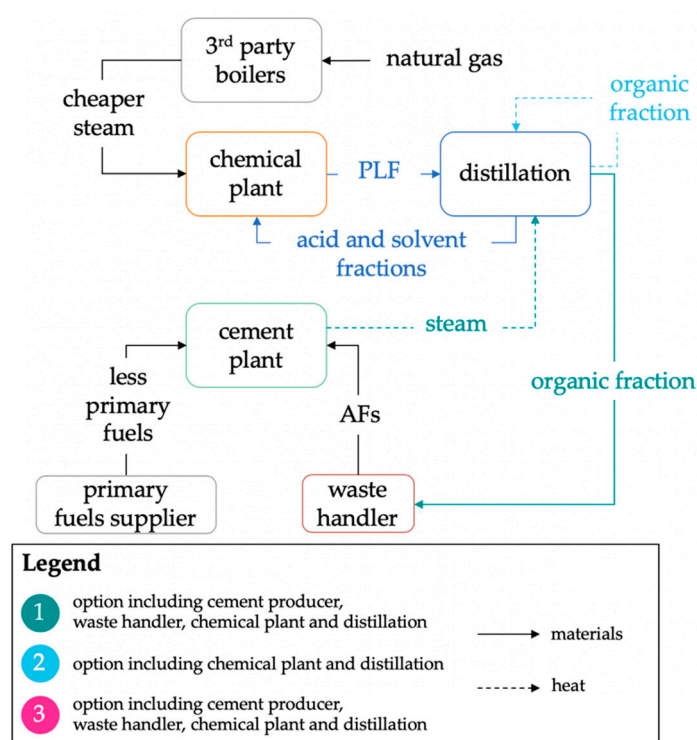 3rd party
boilers
natural gas
cheaper
steam
organic
fraction
chemical
plant
PLF
distillation
acid and solvent
fractions
cement
plant
steam
less
primary
fuels
AFs
organic fraction
primary
fuels supplier
waste
handler
Legend
1
option including cement producer,
waste handler, chemical plant and distillation
2
option including chemical plant and distillation
3
option including cement producer,
waste handler, chemical plant and distillation
materials
heat